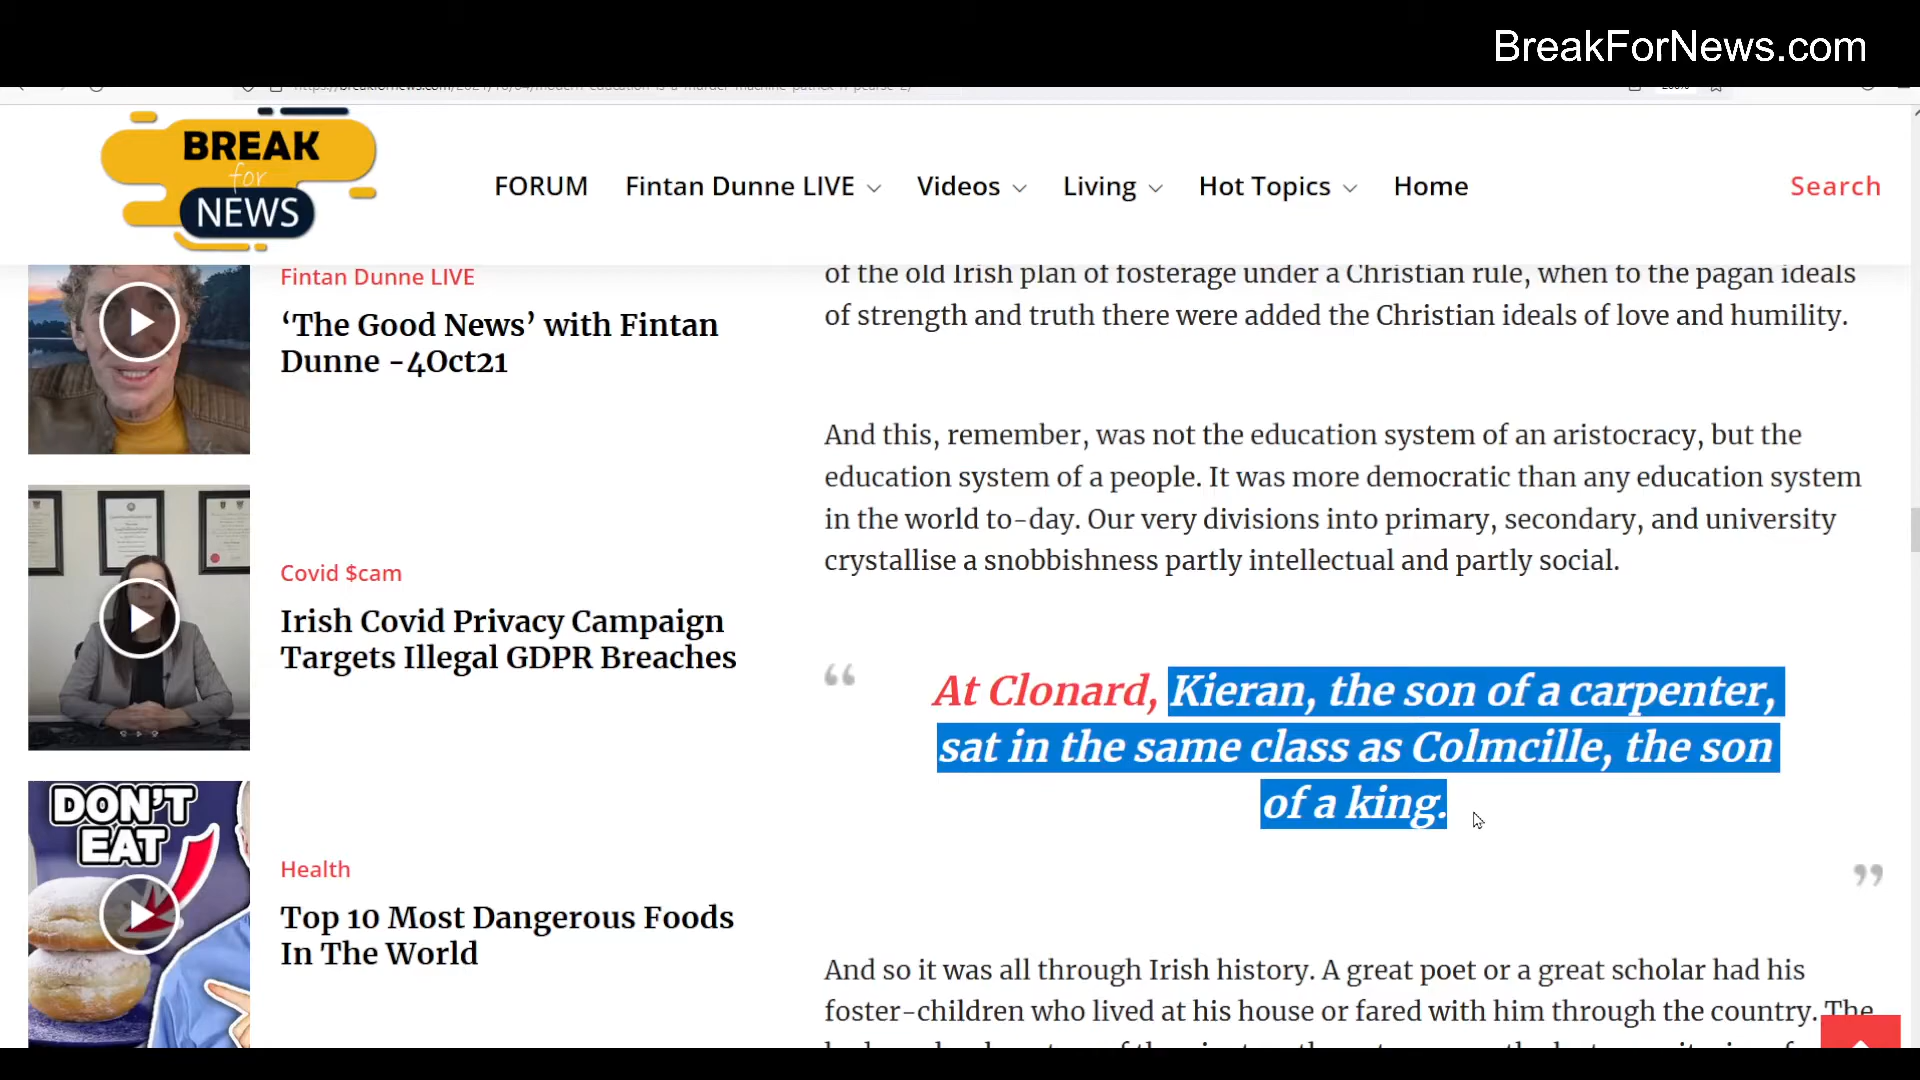 BreakForNews.com
BREAK
for
NEWS
FORUM
Fintan Dunne LIVE
Videos
Living
Hot Topics
Home
Search
Fintan Dunne LIVE
‘The Good News’ with Fintan
Dunne -4Oct21
Covid $cam
Irish Covid Privacy Campaign
Targets Illegal GDPR Breaches
DON'T
EAT
Health
Top 10 Most Dangerous Foods
In The World
of the old Irish plan of fosterage under a Christian rule, when to the pagan ideals
of strength and truth there were added the Christian ideals of love and humility.
And this, remember, was not the education system of an aristocracy, but the
education system of a people. It was more democratic than any education system
in the world to-day. Our very divisions into primary, secondary, and university
crystallise a snobbishness partly intellectual and partly social.
“ At Clonard, Kieran, the son of a carpenter,
sat in the same class as Colmcille, the son
of a king.
”
And so it was all through Irish history. A great poet or a great scholar had his
foster-children who lived at his house or fared with him through the country. The